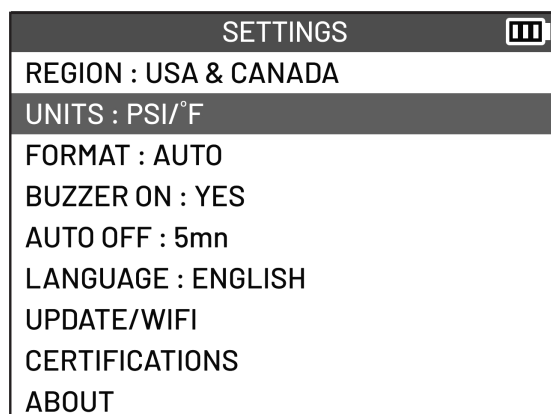 SETTINGS
REGION : USA & CANADA
UNITS : PSI/°F
FORMAT : AUTO
BUZZER ON : YES
AUTO OFF : 5mn
LANGUAGE : ENGLISH
UPDATE/WIFI
CERTIFICATIONS
ABOUT